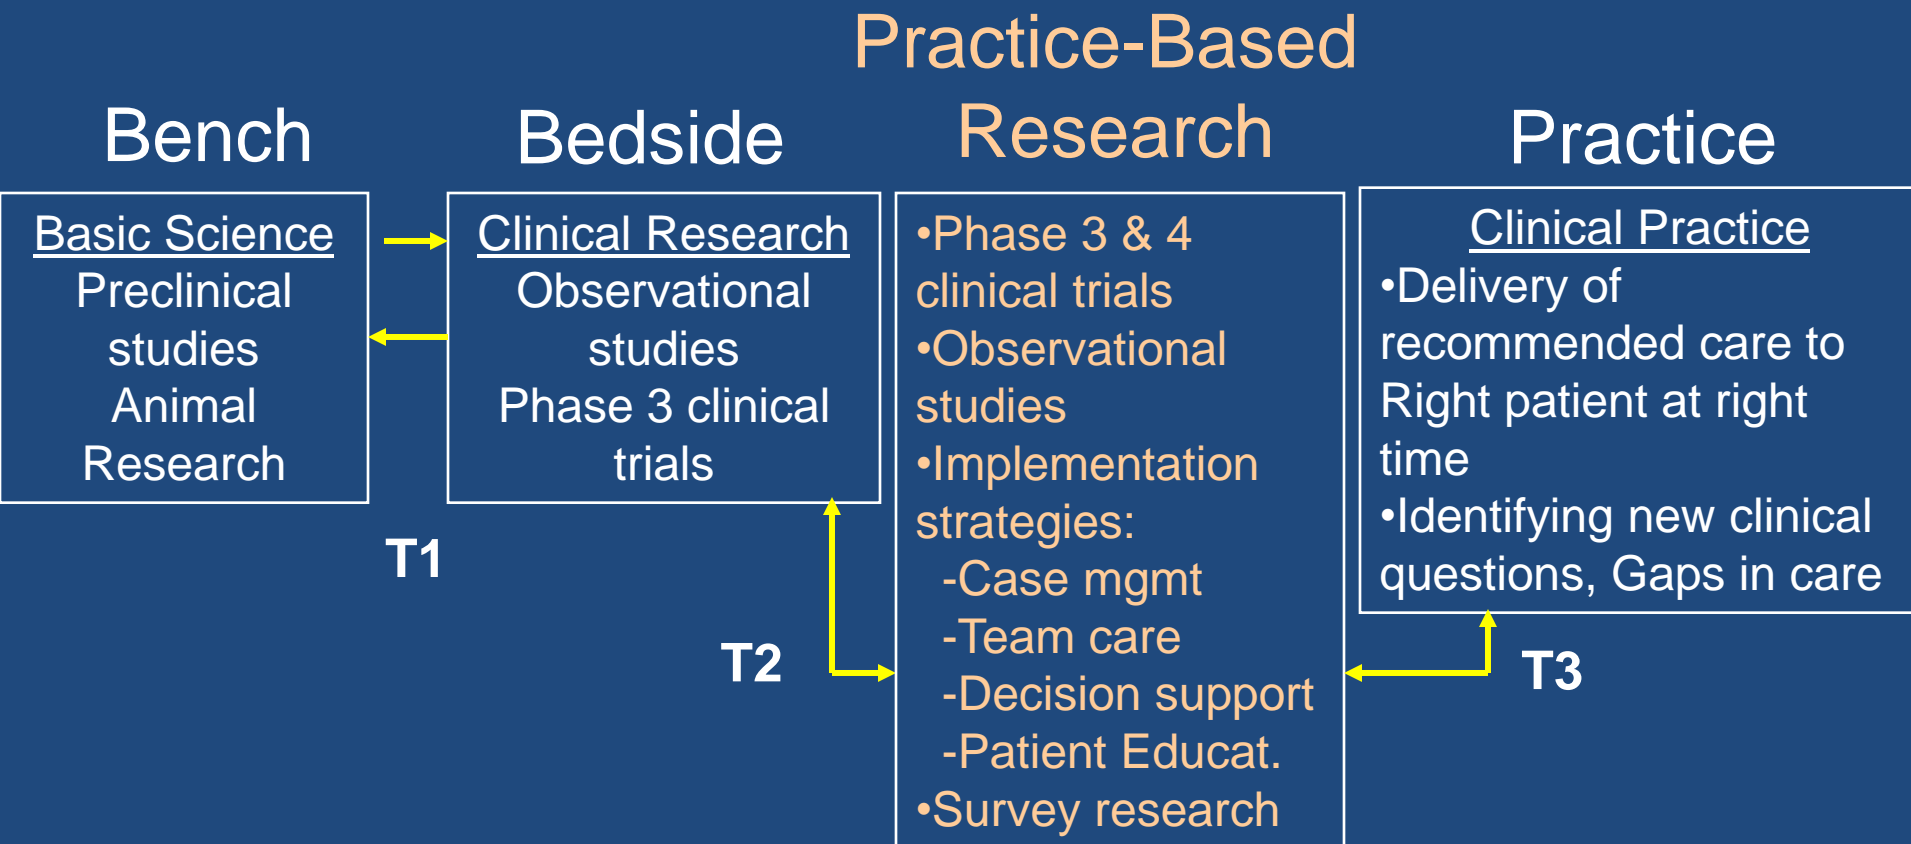 Bench
Basic Science
Preclinical
studies
Animal
Research
T1
Bedside
Clinical Research
Observational
studies
Phase 3 clinical
trials
T2
Practice-Based
Research
•Phase 3 & 4
clinical trials
•Observational
studies
•Implementation
strategies:
-Case mgmt
-Team care
-Decision support
-Patient Educat.
•Survey research
T3
Practice
Clinical Practice
•Delivery of
recommended care to
Right patient at right
time
•Identifying new clinical
questions, Gaps in care